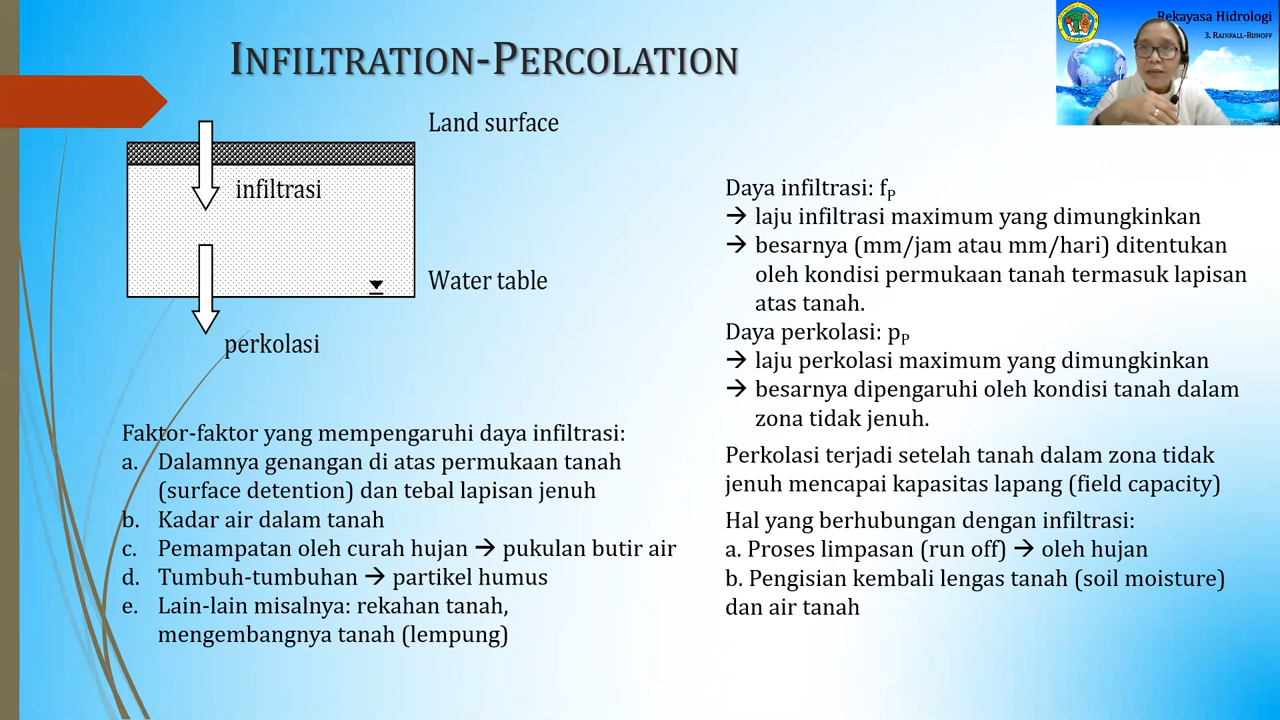 INFILTRATION-PERCOLATION
Rekayasa Hidrologi
3. RAINFALL-RUNOFF
Land surface
infiltrasi
Water table
perkolasi
Faktor-faktor yang mempengaruhi daya infiltrasi:
a. Dalamnya genangan di atas permukaan tanah
(surface detention) dan tebal lapisan jenuh
b. Kadar air dalam tanah
c. Pemampatan oleh curah hujan → pukulan butir air
d. Tumbuh-tumbuhan → partikel humus
e. Lain-lain misalnya: rekahan tanah,
mengembangnya tanah (lempung)
Daya infiltrasi: fP
→ laju infiltrasi maximum yang dimungkinkan
→ besarnya (mm/jam atau mm/hari) ditentukan
oleh kondisi permukaan tanah termasuk lapisan
atas tanah.
Daya perkolasi: pP
→ laju perkolasi maximum yang dimungkinkan
→ besarnya dipengaruhi oleh kondisi tanah dalam
zona tidak jenuh.
Perkolasi terjadi setelah tanah dalam zona tidak
jenuh mencapai kapasitas lapang (field capacity)
Hal yang berhubungan dengan infiltrasi:
a. Proses limpasan (run off) → oleh hujan
b. Pengisian kembali lengas tanah (soil moisture)
dan air tanah